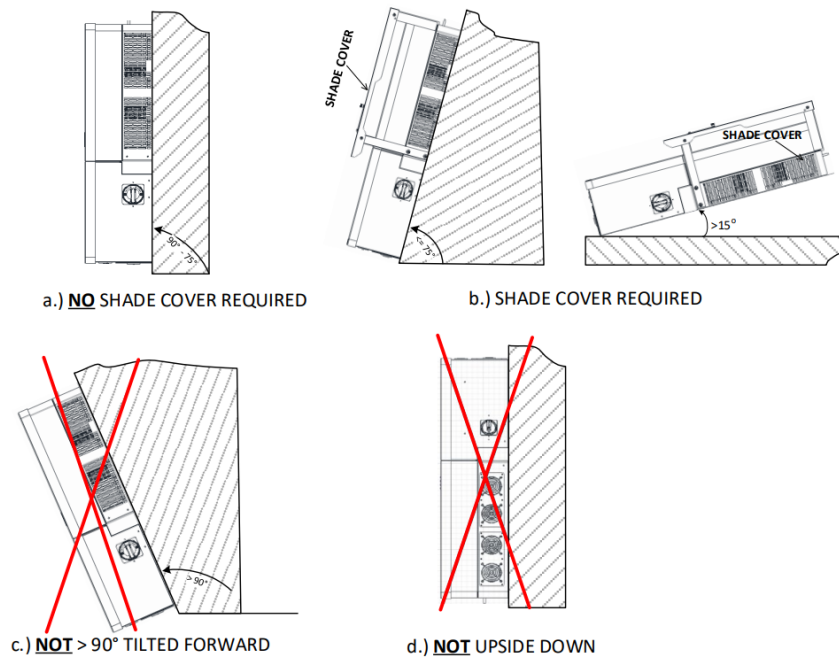 SHADE COVER
SHADE COVER
90° - 75°
<= 75°
>15°
a.) NO SHADE COVER REQUIRED
b.) SHADE COVER REQUIRED
> 90°
c.) NOT > 90° TILTED FORWARD
d.) NOT UPSIDE DOWN